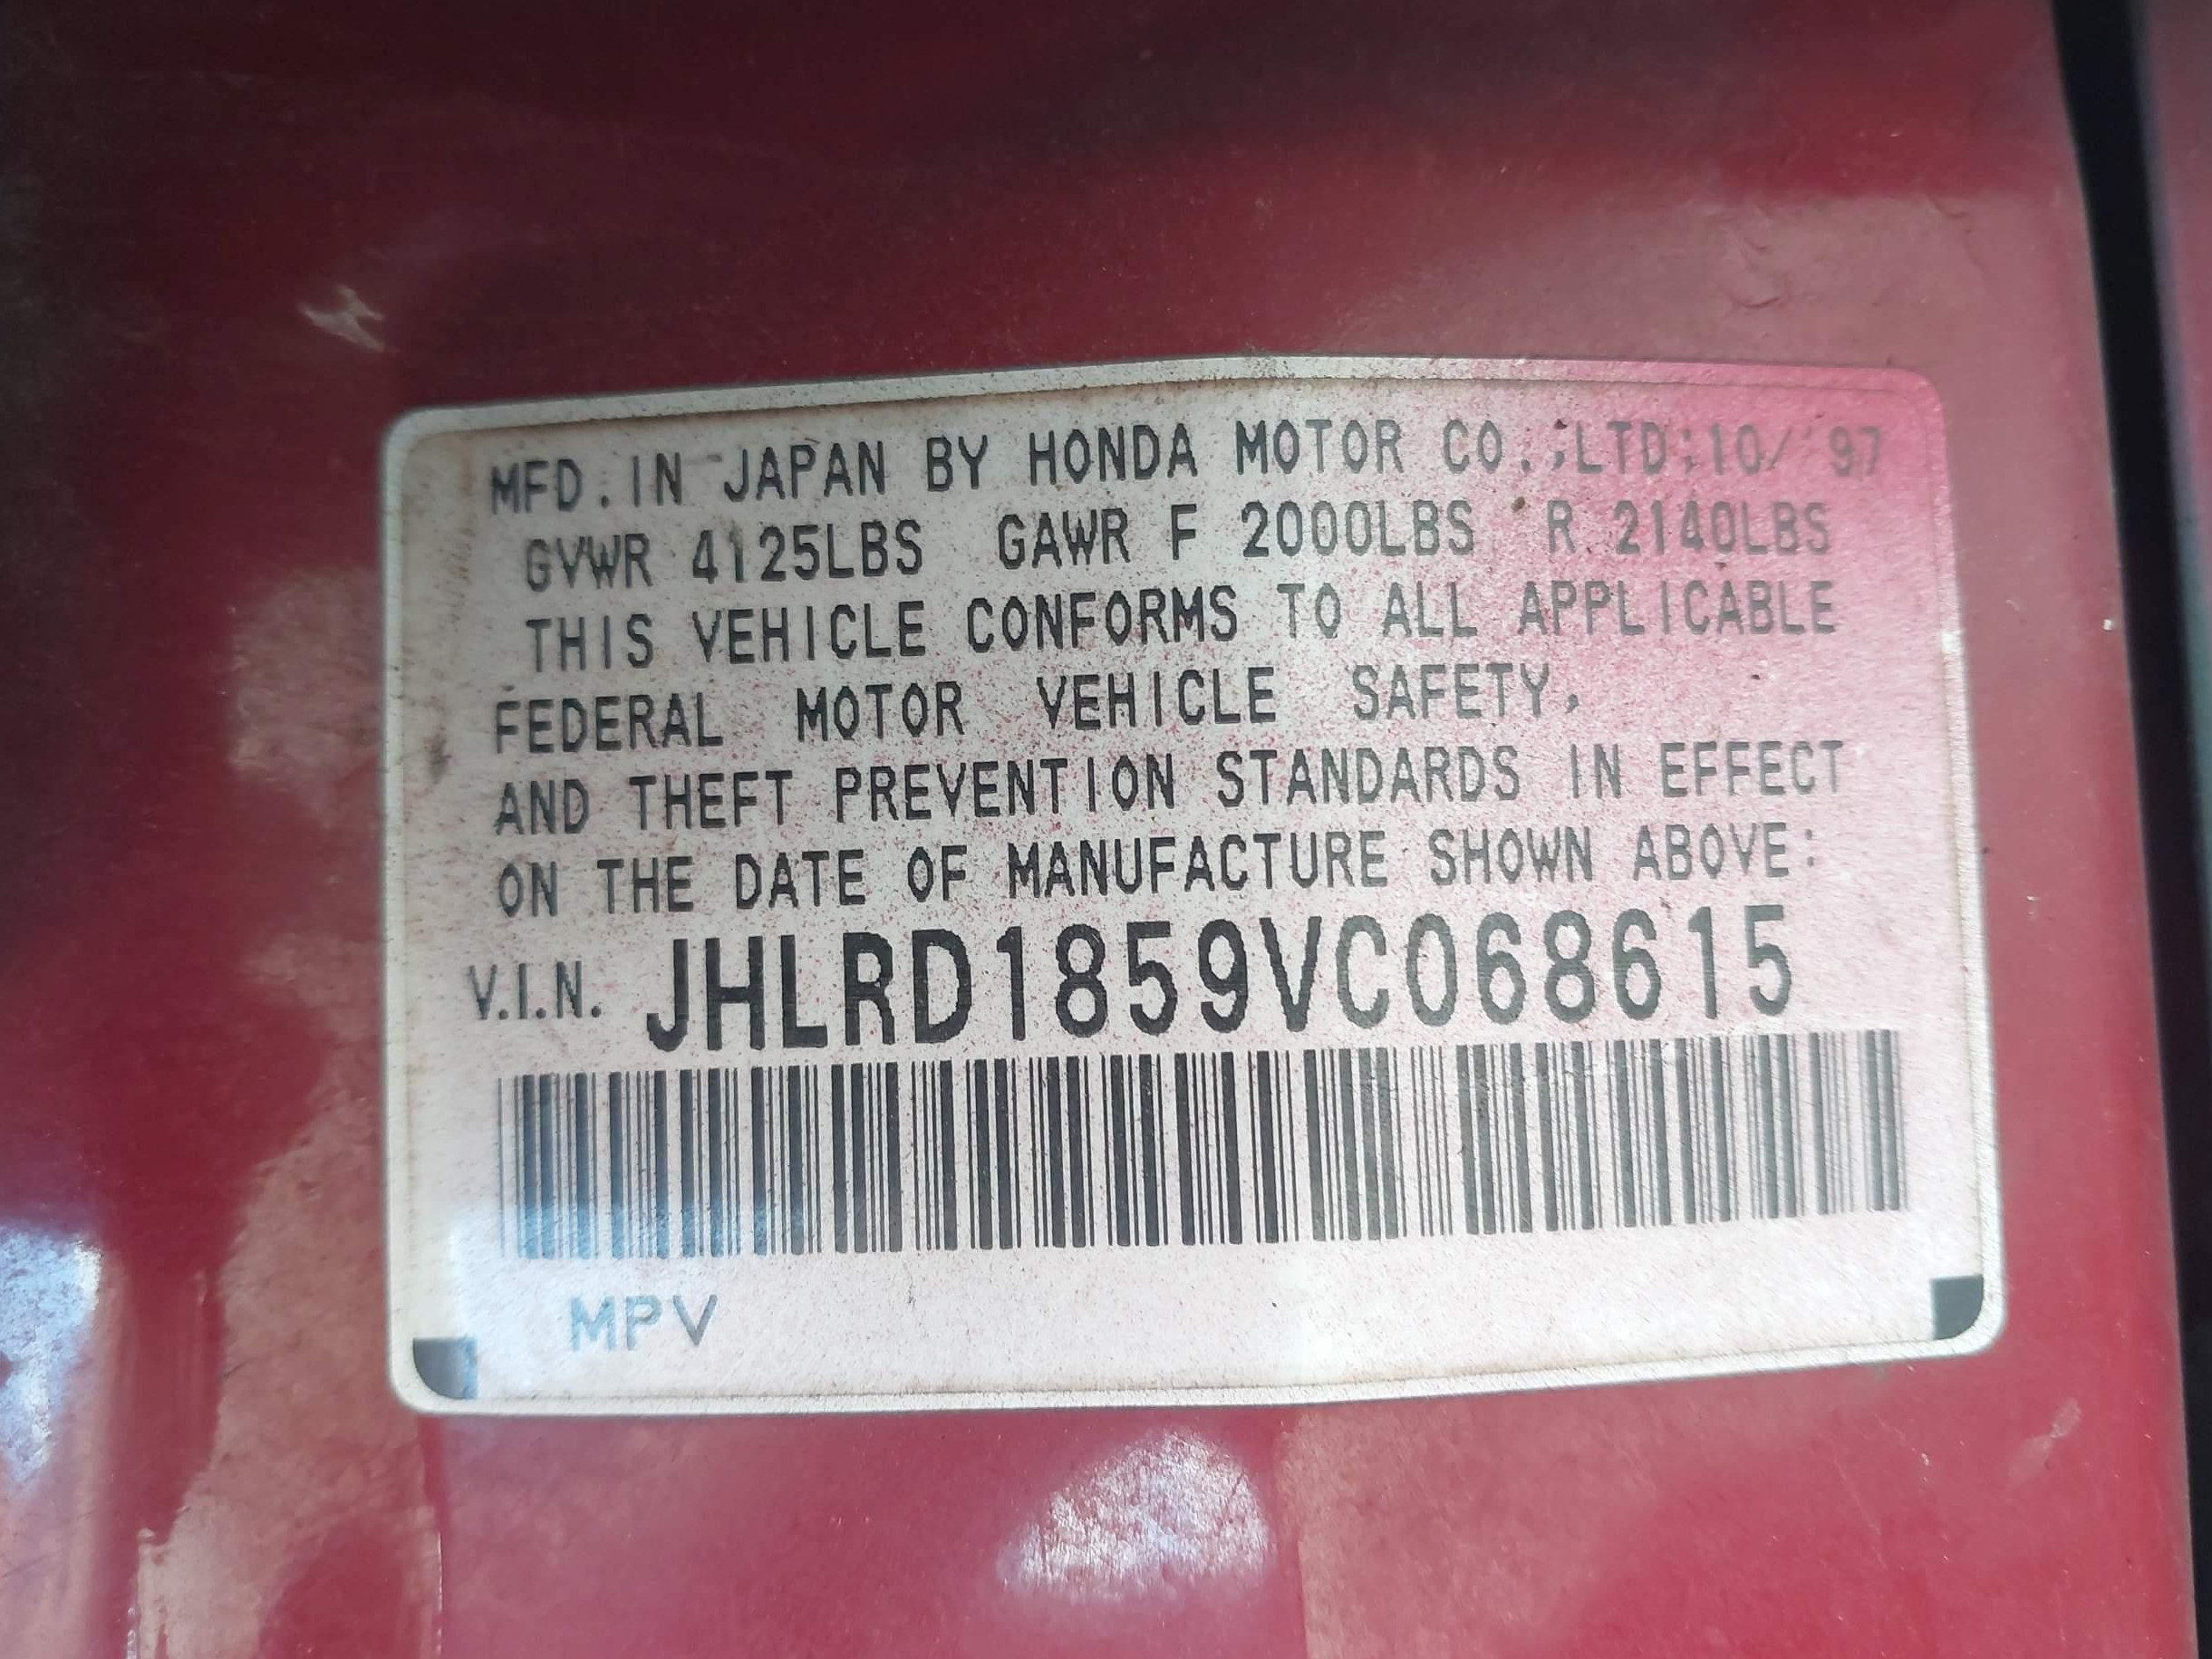 MFD. IN JAPAN BY HONDA MOTOR CO., LTD; 10/ '97
GVWR 4125LBS GAWR F 2000LBS R 2140LBS
THIS VEHICLE CONFORMS TO ALL APPLICABLE
FEDERAL MOTOR VEHICLE SAFETY,
AND THEFT PREVENTION STANDARDS IN EFFECT
ON THE DATE OF MANUFACTURE SHOWN ABOVE:
V.I.N. JHLRD1859VC068615
MPV